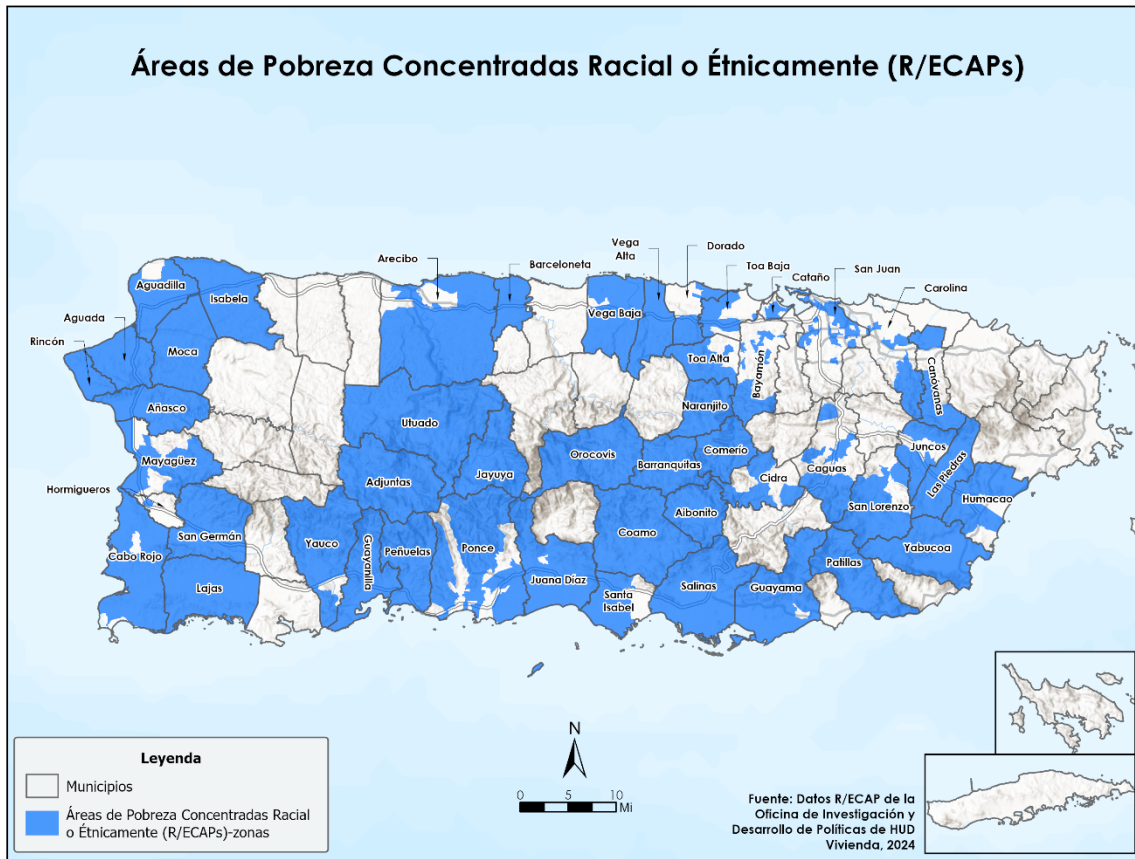 Áreas de Pobreza Concentradas Racial o Étnicamente (R/ECAPs)
Vega
Alta
Dorado
Arecibo
Barceloneta
Toa Baja
Cataño
San Juan
Carolina
Aguadilla
Isabela
Vega Baja
Aguada
Rincón
Moca
Toa Alta
Bayamón
Canóvanas
Añasco
Naranjito
Utuado
Mayagüez
Orocovis
Comerío
Barranquitas
Juncos
Caguas
Las Piedras
Jayuya
Adjuntas
Cidra
Hormigueros
Humacao
San Lorenzo
Aibonito
Coamo
San Germán
Yauco
Guayanilla
Peñuelas
Ponce
Cabo Rojo
Yabucoa
Patillas
Juana Díaz
Lajas
Salinas
Guayama
Santa
Isabel
N
0 5 10
Mi
Leyenda
Municipios
Áreas de Pobreza Concentradas Racial
o Étnicamente (R/ECAPs)-zonas
Fuente: Datos R/ECAP de la
Oficina de Investigación y
Desarrollo de Políticas de HUD
Vivienda, 2024